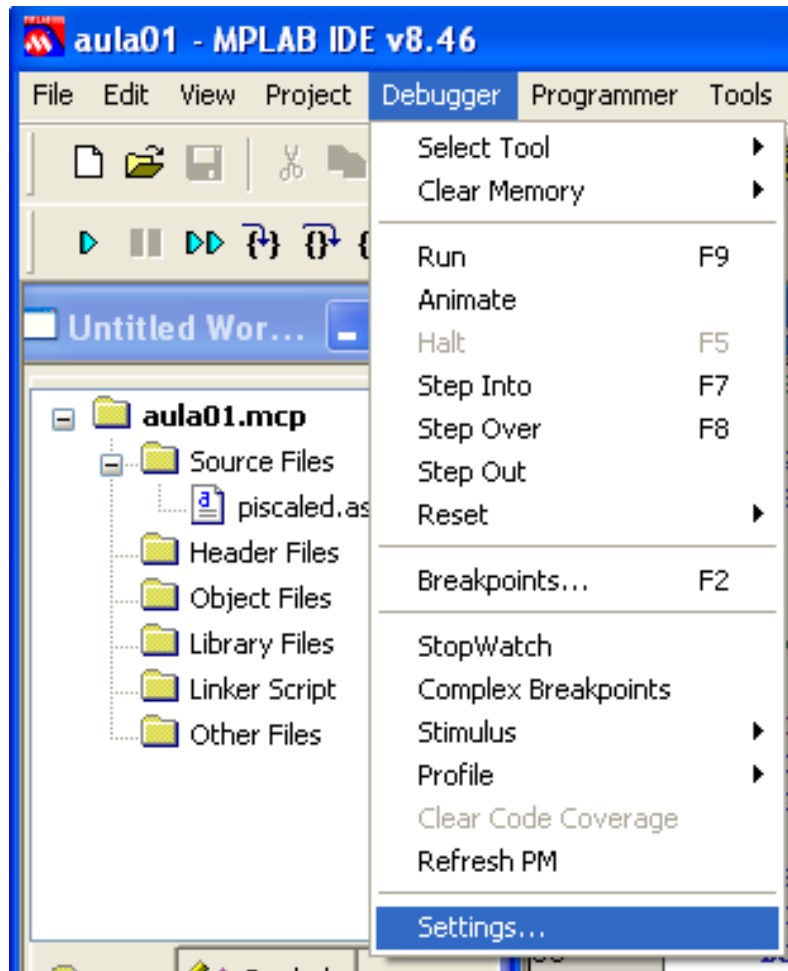 aula01 - MPLAB IDE v8.46
File Edit View Project Debugger Programmer Tools
Select Tool
Clear Memory
Run F9
Animate
Halt F5
Step Into F7
Step Over F8
Step Out
Reset
Breakpoints... F2
StopWatch
Complex Breakpoints
Stimulus
Profile
Clear Code Coverage
Refresh PM
Settings...
Untitled Wor...
aula01.mcp
Source Files
piscaled.as
Header Files
Object Files
Library Files
Linker Script
Other Files